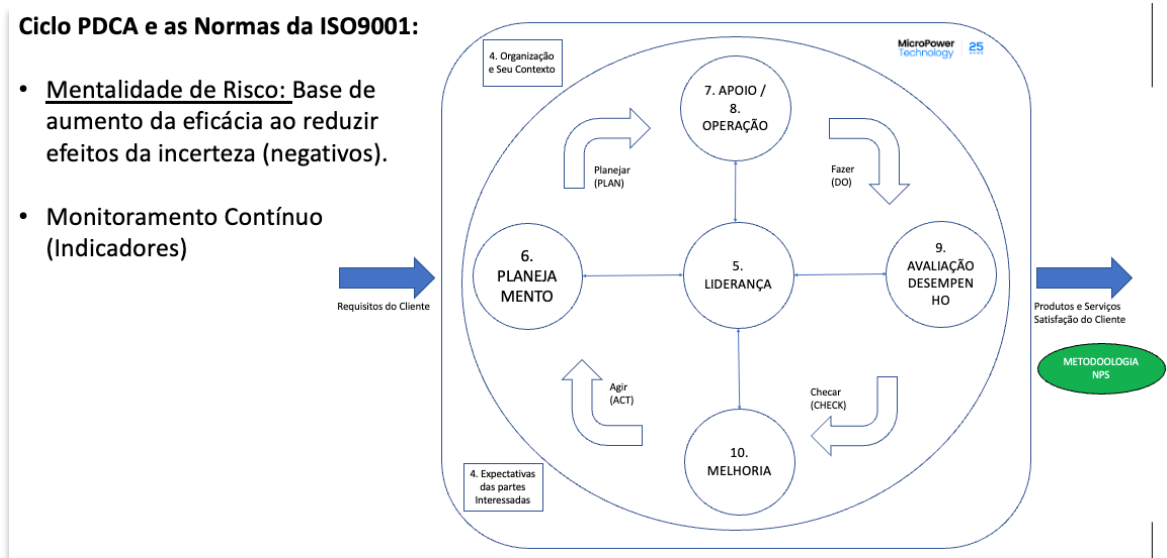 Ciclo PDCA e as Normas da ISO9001:
• Mentalidade de Risco: Base de
aumento da eficácia ao reduzir
efeitos da incerteza (negativos).
• Monitoramento Contínuo
(Indicadores)
4. Organização
e Seu Contexto
MicroPower
Technology
25
7. APOIO /
8.
OPERAÇÃO
Planejar
(PLAN)
Fazer
(DO)
6.
PLANEJA
MENTO
5.
LIDERANÇA
9.
AVALIAÇÃO
DESEMPEN
HO
Requisitos do Cliente
Produtos e Serviços
Satisfação do Cliente
METODOOLOGIA
NPS
Agir
(ACT)
Checar
(CHECK)
10.
MELHORIA
4. Expectativas
das partes
Interessadas